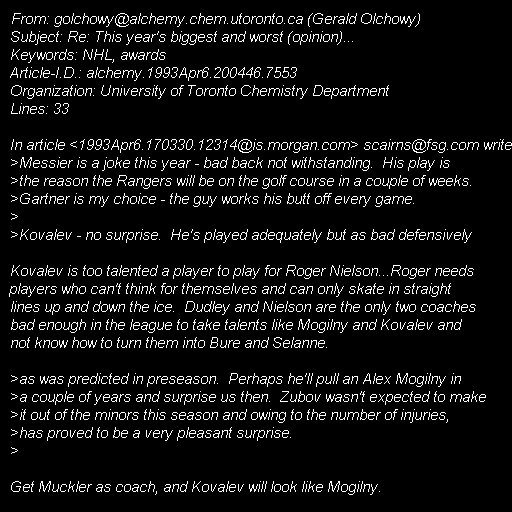 From: golchowy@alchemy.chem.utoronto.ca (Gerald Olchowy)
Subject: Re: This year's biggest and worst (opinion)...
Keywords: NHL, awards
Article-I.D.: alchemy.1993Apr6.200446.7553
Organization: University of Toronto Chemistry Department
Lines: 33

In article <1993Apr6.170330.12314@is.morgan.com> scairns@fsg.com write
>Messier is a joke this year - bad back not withstanding.  His play is
>the reason the Rangers will be on the golf course in a couple of weeks.
>Gartner is my choice - the guy works his butt off every game.
>
>Kovalev - no surprise.  He's played adequately but as bad defensively

Kovalev is too talented a player to play for Roger Nielson...Roger needs
players who can't think for themselves and can only skate in straight
lines up and down the ice.  Dudley and Nielson are the only two coaches
bad enough in the league to take talents like Mogilny and Kovalev and
not know how to turn them into Bure and Selanne.

>as was predicted in preseason.  Perhaps he'll pull an Alex Mogilny in
>a couple of years and surprise us then.  Zubov wasn't expected to make
>it out of the minors this season and owing to the number of injuries,
>has proved to be a very pleasant surprise.
>

Get Muckler as coach, and Kovalev will look like Mogilny.